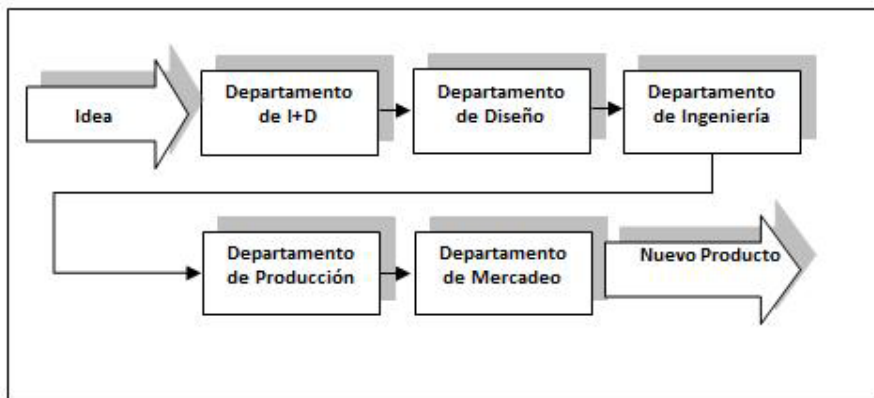 Idea
Departamento
de I+D
Departamento
de Diseño
Departamento
de Ingeniería
Departamento
de Producción
Departamento
de Mercadeo
Nuevo Producto